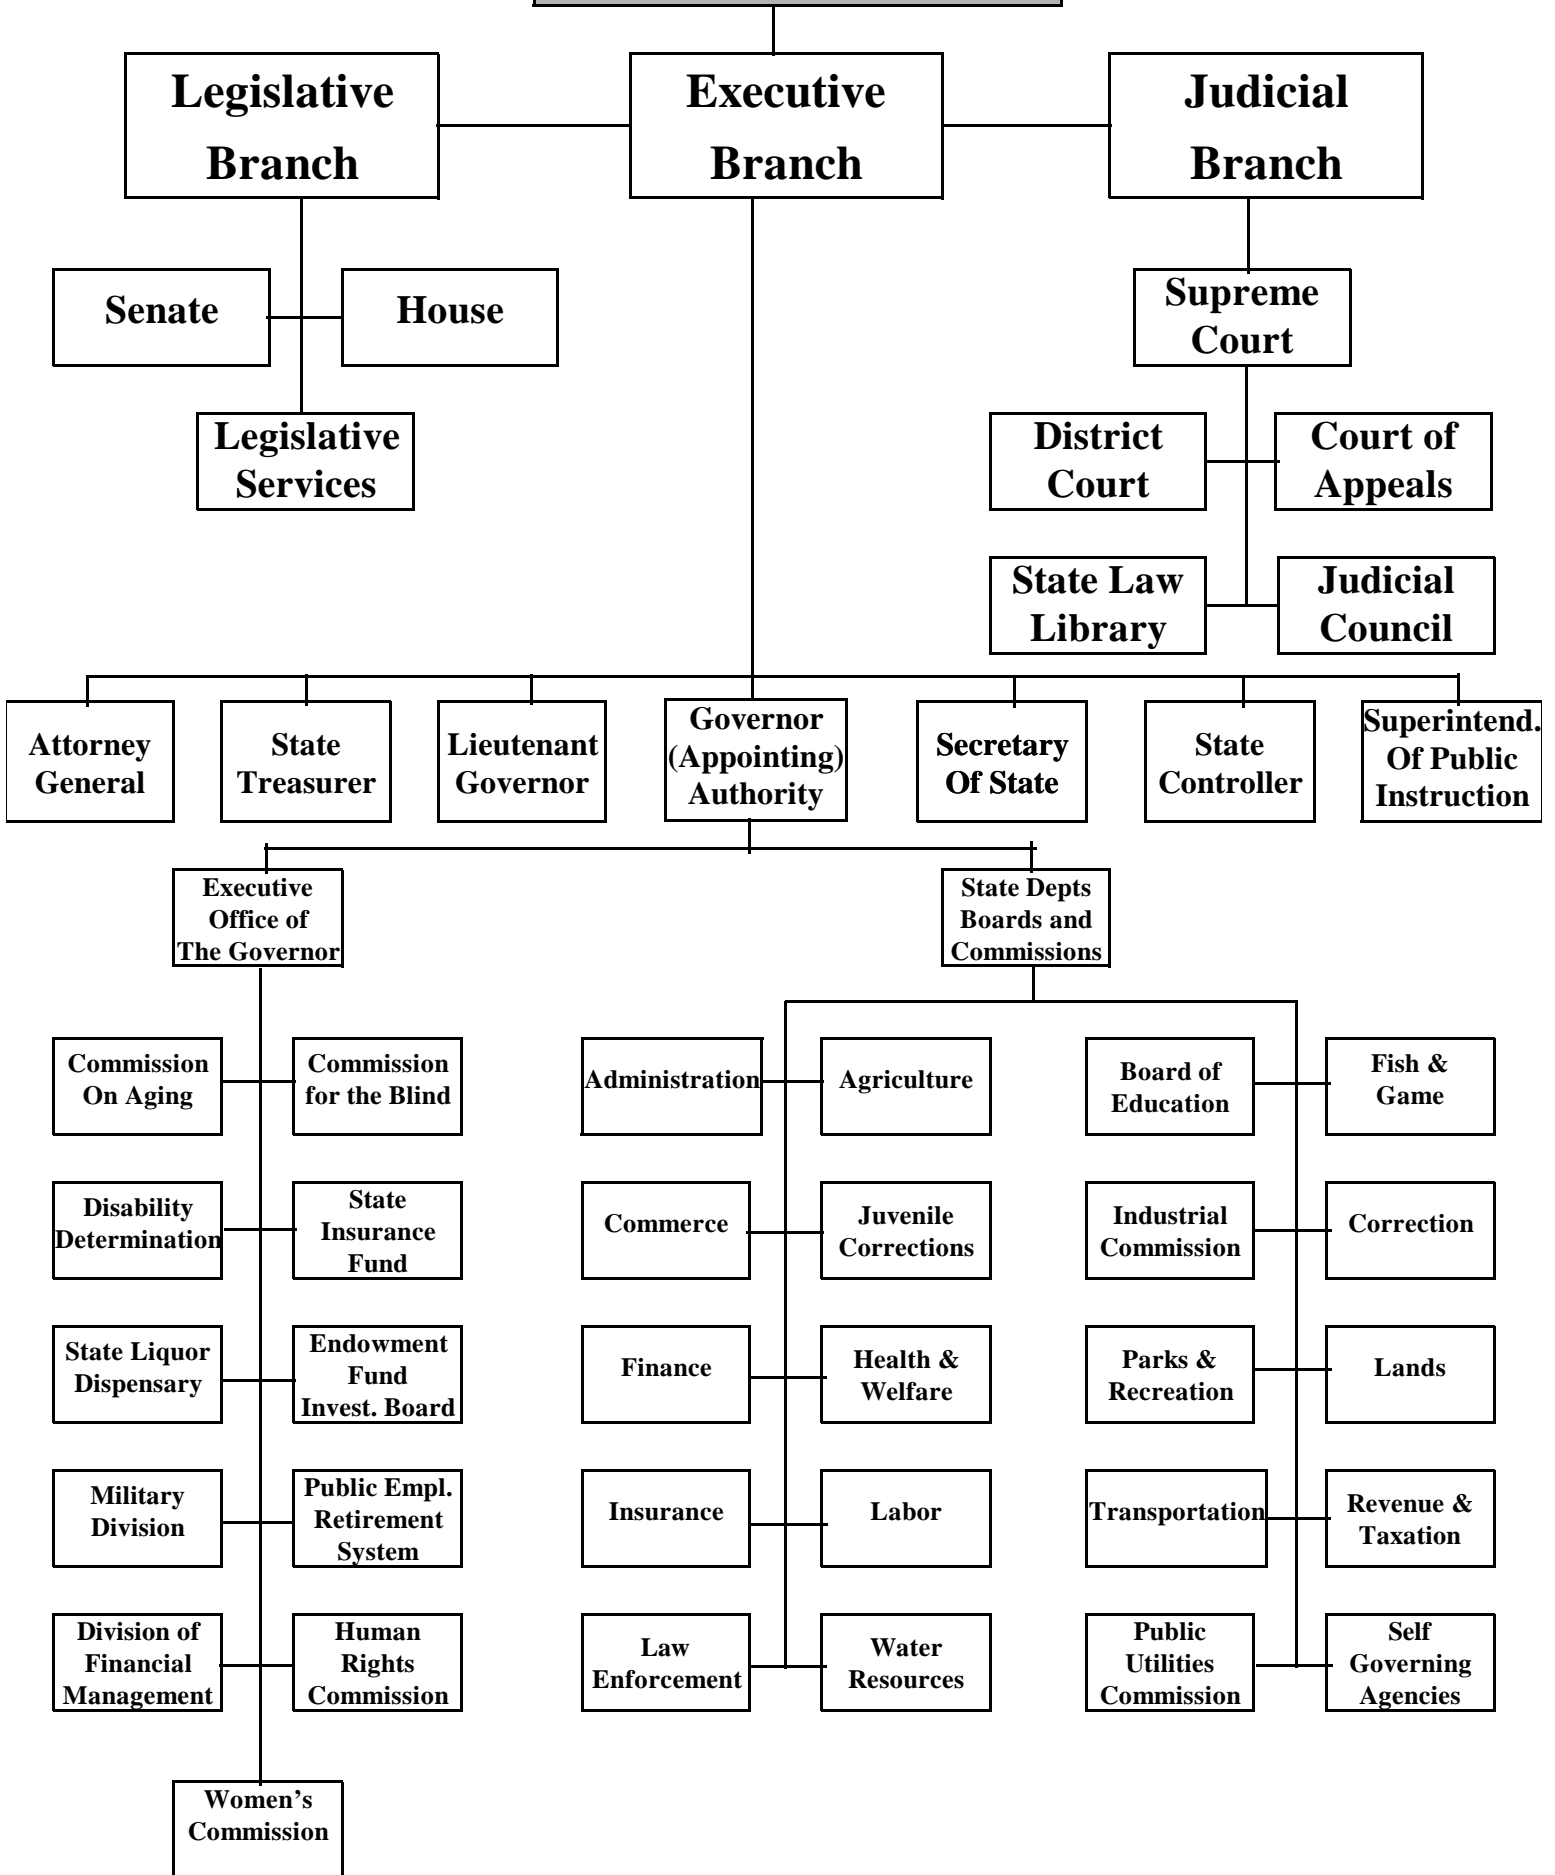 Legislative
Branch
Executive
Branch
Judicial
Branch
Senate
House
Legislative
Services
Supreme
Court
District
Court
Court of
Appeals
State Law
Library
Judicial
Council
Attorney
General
State
Treasurer
Lieutenant
Governor
Governor
(Appointing)
Authority
Secretary
Of State
State
Controller
Superintend.
Of Public
Instruction
Executive
Office of
The Governor
State Depts
Boards and
Commissions
Commission
On Aging
Commission
for the Blind
Administration
Agriculture
Board of
Education
Fish &
Game
Disability
Determination
State
Insurance
Fund
Commerce
Juvenile
Corrections
Industrial
Commission
Correction
State Liquor
Dispensary
Endowment
Fund
Invest. Board
Finance
Health &
Welfare
Parks &
Recreation
Lands
Military
Division
Public Empl.
Retirement
System
Insurance
Labor
Transportation
Revenue &
Taxation
Division of
Financial
Management
Human
Rights
Commission
Law
Enforcement
Water
Resources
Public
Utilities
Commission
Self
Governing
Agencies
Women’s
Commission